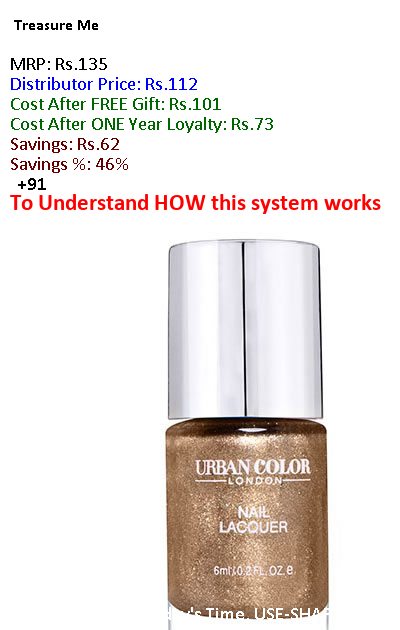 Treasure Me
MRP: Rs.135
Distributor Price: Rs.112
Cost After FREE Gift: Rs.101
Cost After ONE Year Loyalty: Rs.73
Savings: Rs.62
Savings %: 46%
+91
To Understand HOW this system works
URBAN COLOR
LONDON
NAIL
LACQUER
6ml/0.2 FL.OZ. e
Time. USE-SHA